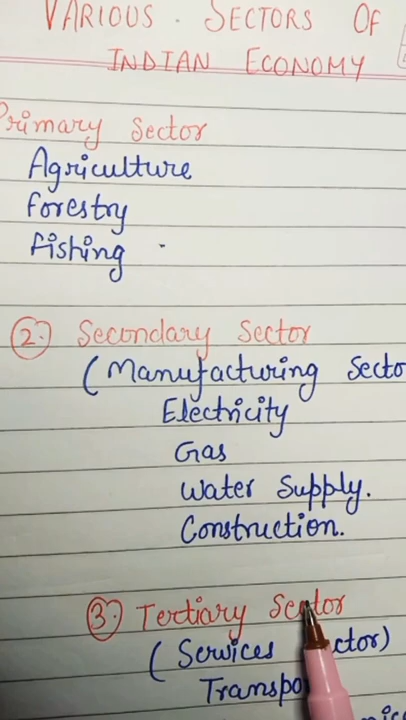 VARIOUS . SECTORS OF
INDIAN ECONOMY
Primary Sector
Agriculture
Forestry
Fishing
2. Secondary Sector
(Manufacturing Secto
Electricity
Gas
Water Supply.
Construction.
3. Tertiary Sector
(Services ctor)
Transpo